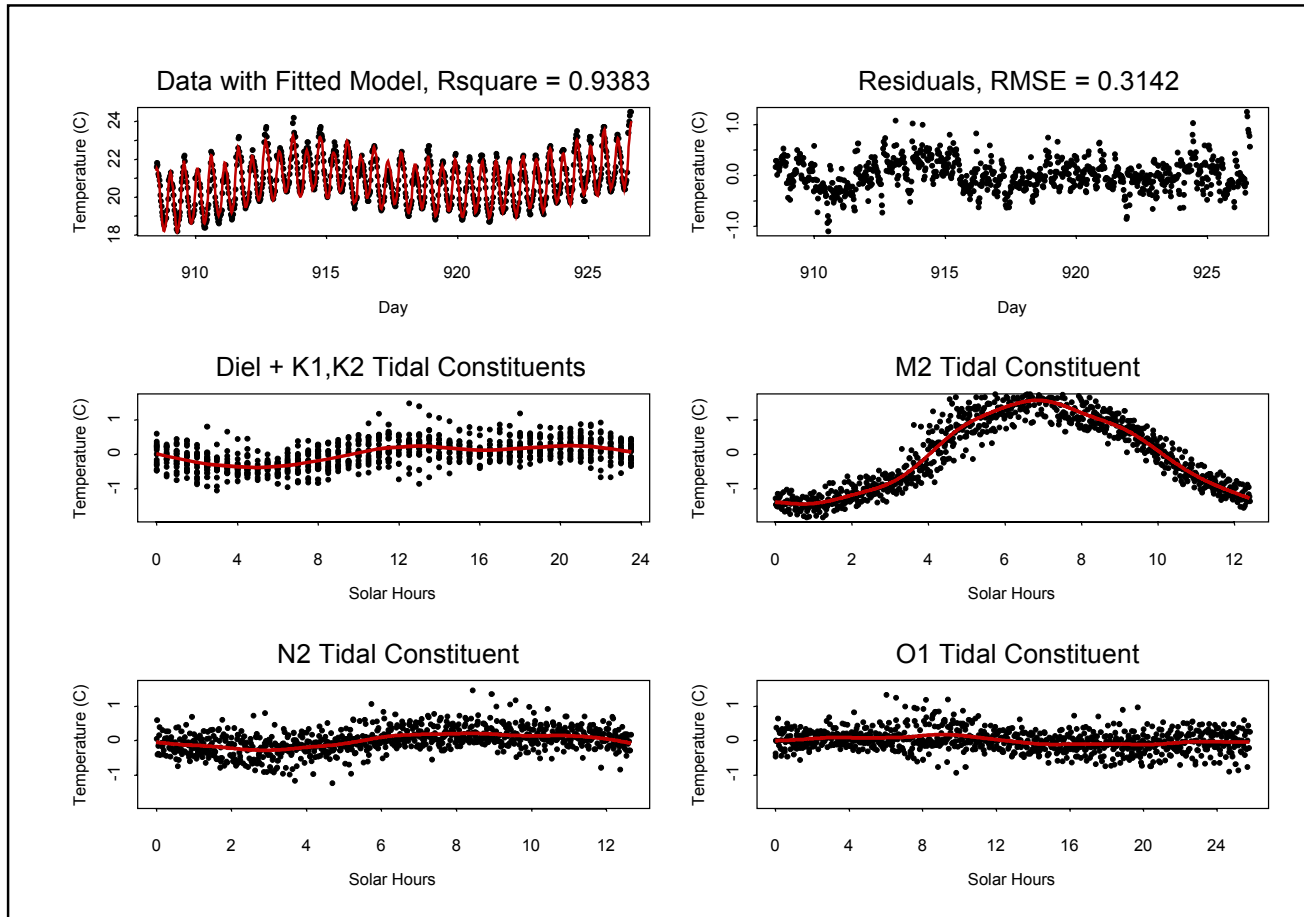 Data with Fitted Model, Rsquare = 0.9383
Temperature (C)
18 20 21 22 24
910 915 920 925
Day
Residuals, RMSE = 0.3142
Temperature (C)
-1.0 0.0 1.0
910 915 920 925
Diel + K1,K2 Tidal Constituents
Temperature (C)
-1 0 1
0 4 8 12 16 20 24
Solar Hours
M2 Tidal Constituent
Temperature (C)
-1 0 1
0 2 4 6 8 10 12
Solar Hours
N2 Tidal Constituent
Temperature (C)
-1 0 1
0 2 4 6 8 10 12
Solar Hours
O1 Tidal Constituent
Temperature (C)
-1 0 1
0 4 8 12 16 20 24
Solar Hours